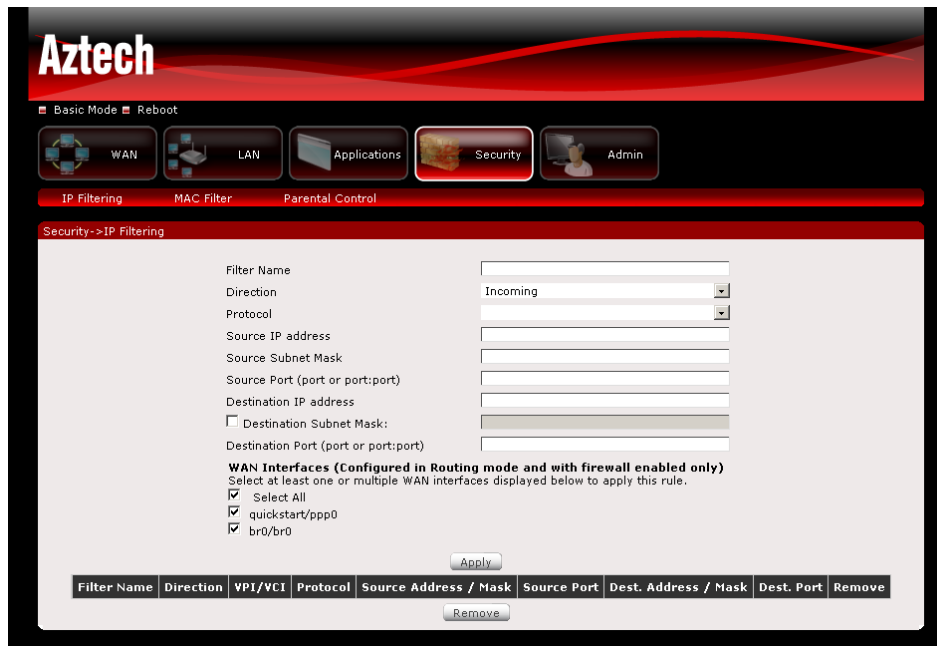 Aztech
Basic Mode Reboot
WAN LAN Applications Security Admin
IP Filtering MAC Filter Parental Control
Security->IP Filtering
Filter Name
Direction Incoming
Protocol
Source IP address
Source Subnet Mask
Source Port (port or port:port)
Destination IP address
Destination Subnet Mask:
Destination Port (port or port:port)
WAN Interfaces (Configured in Routing mode and with firewall enabled only)
Select at least one or multiple WAN interfaces displayed below to apply this rule.
Select All
quickstart/ppp0
br0/br0
Apply
Filter Name Direction VPI/VCI Protocol Source Address / Mask Source Port Dest. Address / Mask Dest. Port Remove
Remove